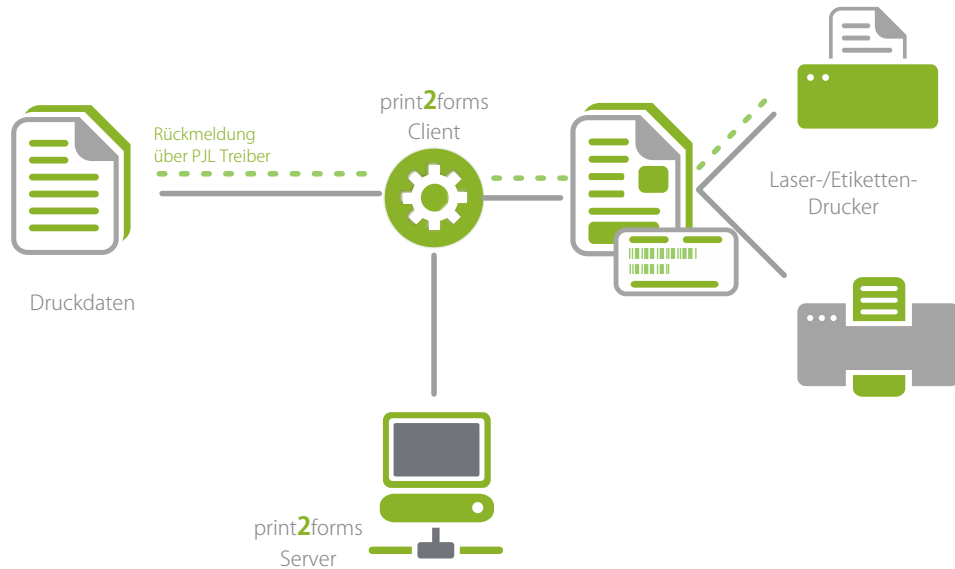 print2forms
Client
Rückmeldung
über PJL Treiber
Laser-/Etiketten-
Drucker
Druckdaten
print2forms
Server